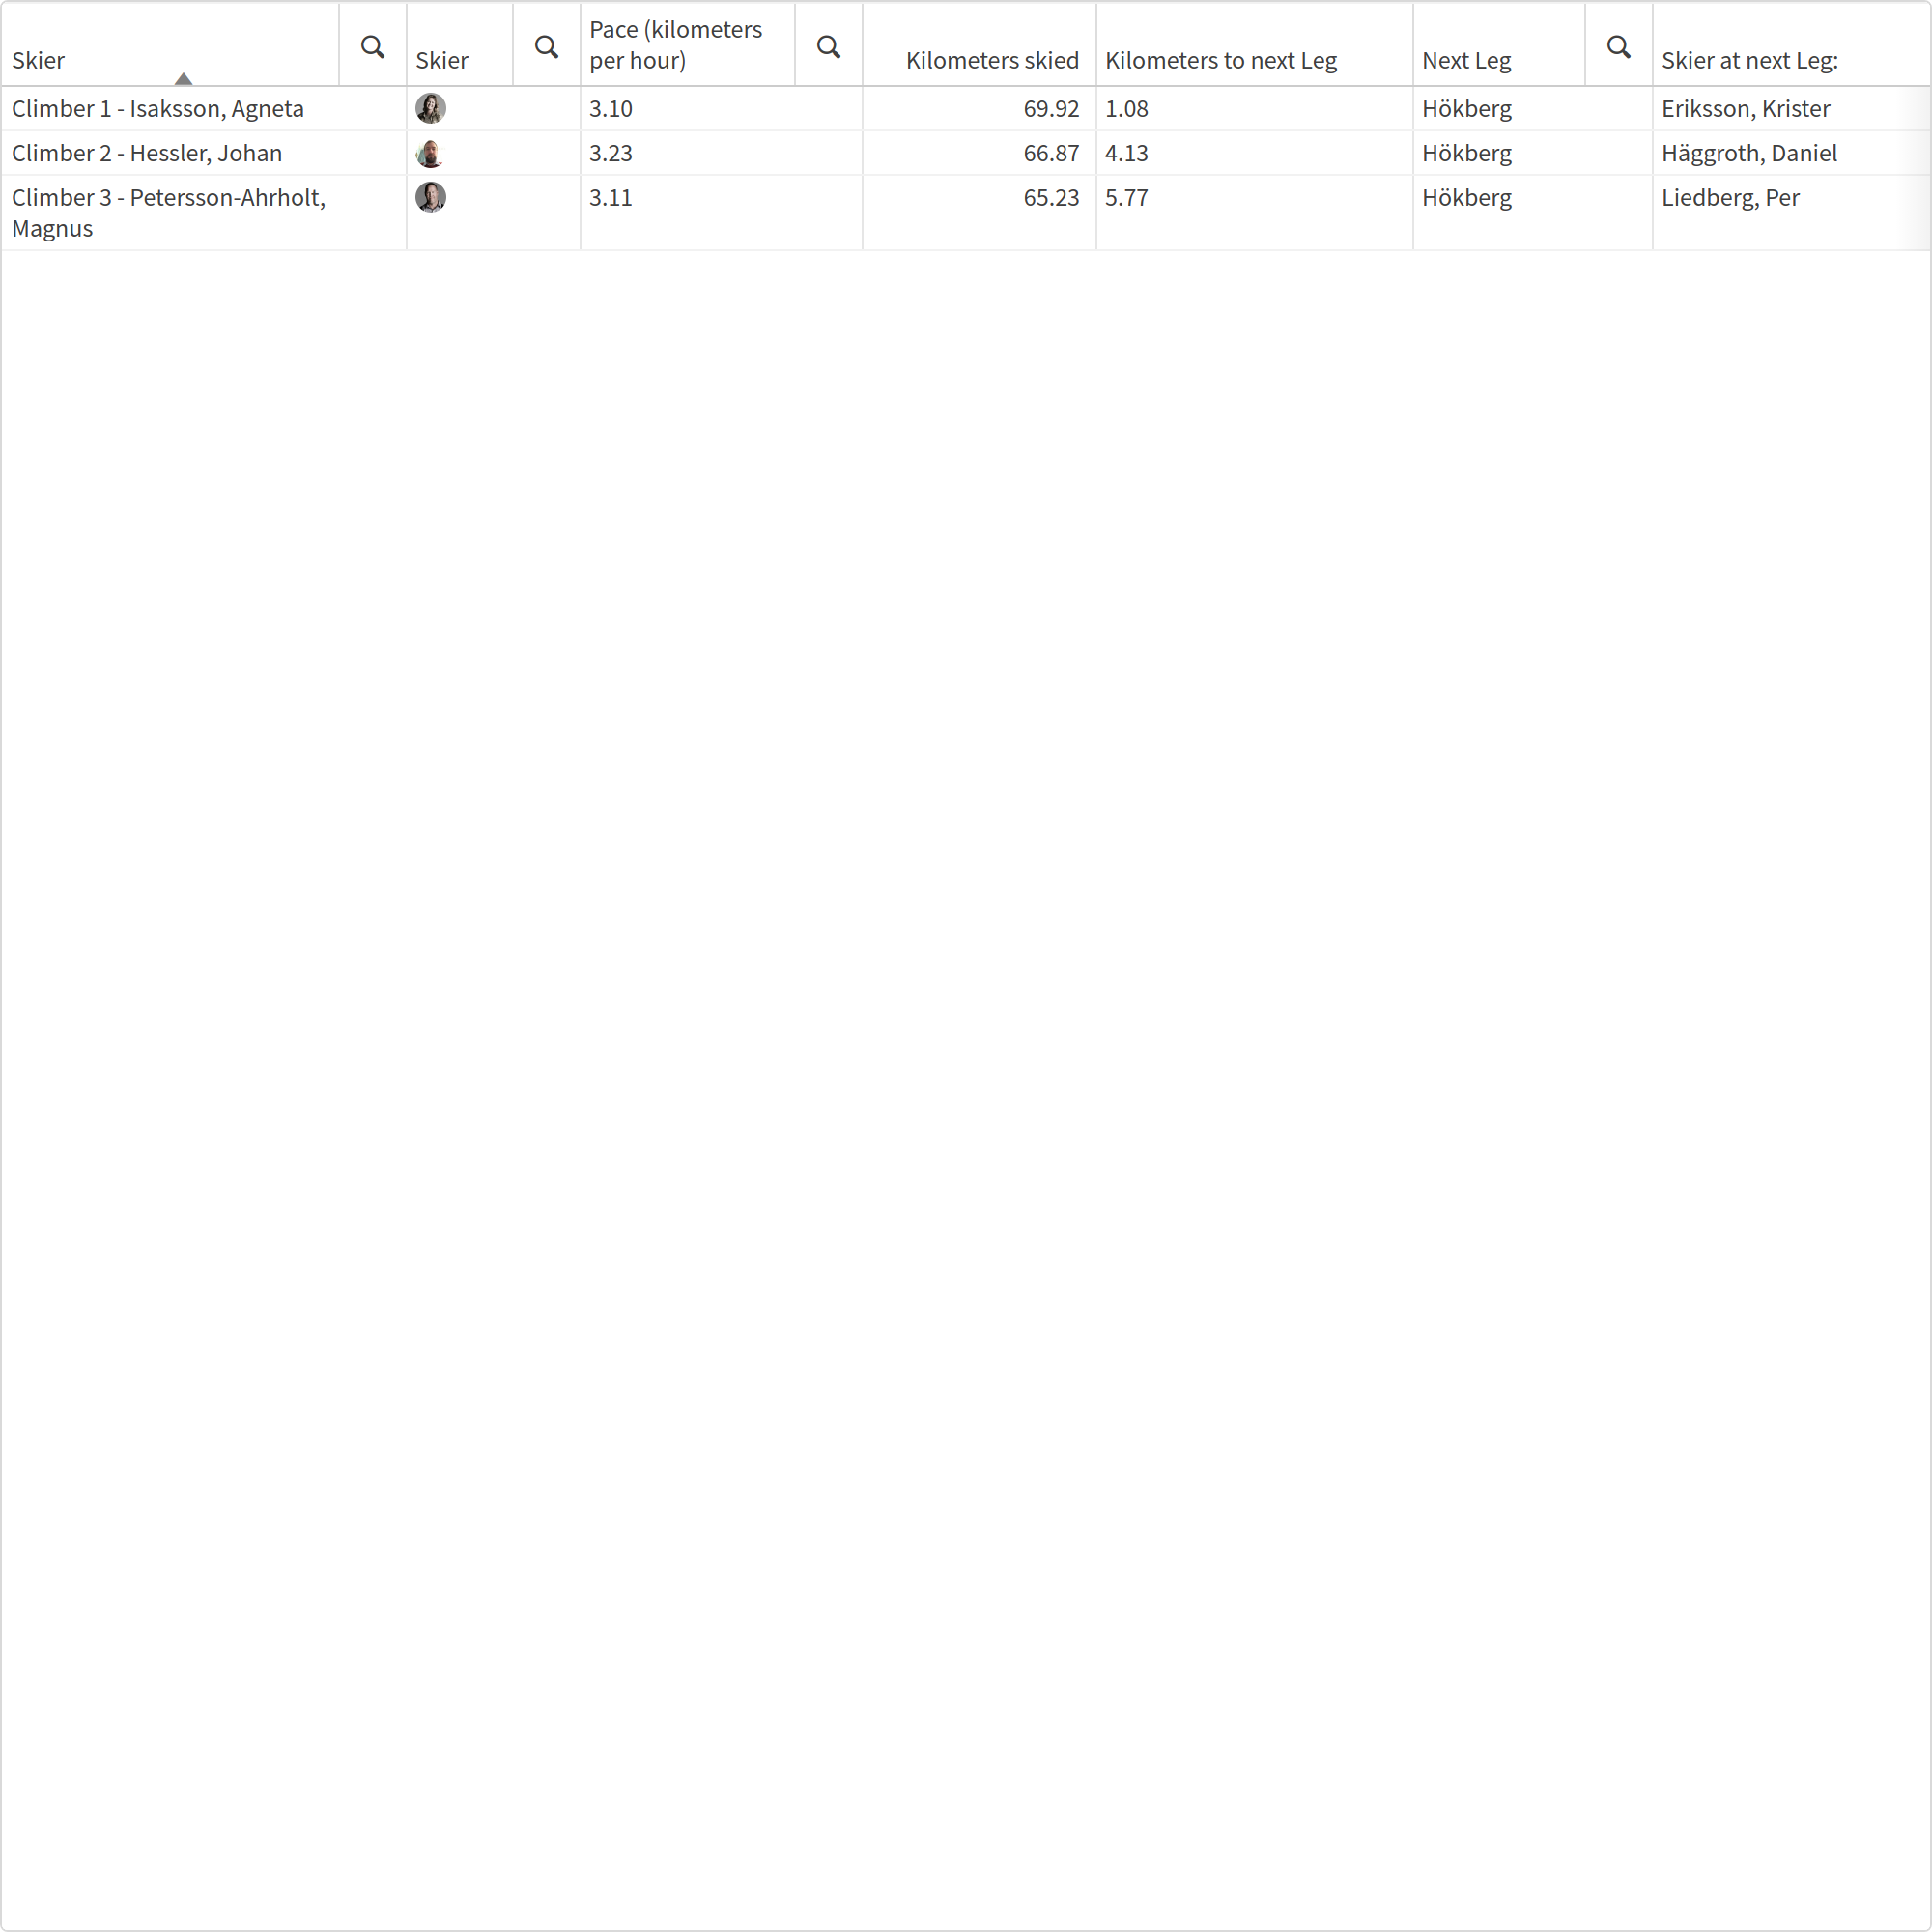 Skier
Skier
Pace (kilometers
per hour)
Kilometers skied
Kilometers to next Leg
Next Leg
Skier at next Leg:
Climber 1 - Isaksson, Agneta
3.10
69.92
1.08
Hökberg
Eriksson, Krister
Climber 2 - Hessler, Johan
3.23
66.87
4.13
Hökberg
Häggroth, Daniel
Climber 3 - Petersson-Ahrholt,
Magnus
3.11
65.23
5.77
Hökberg
Liedberg, Per